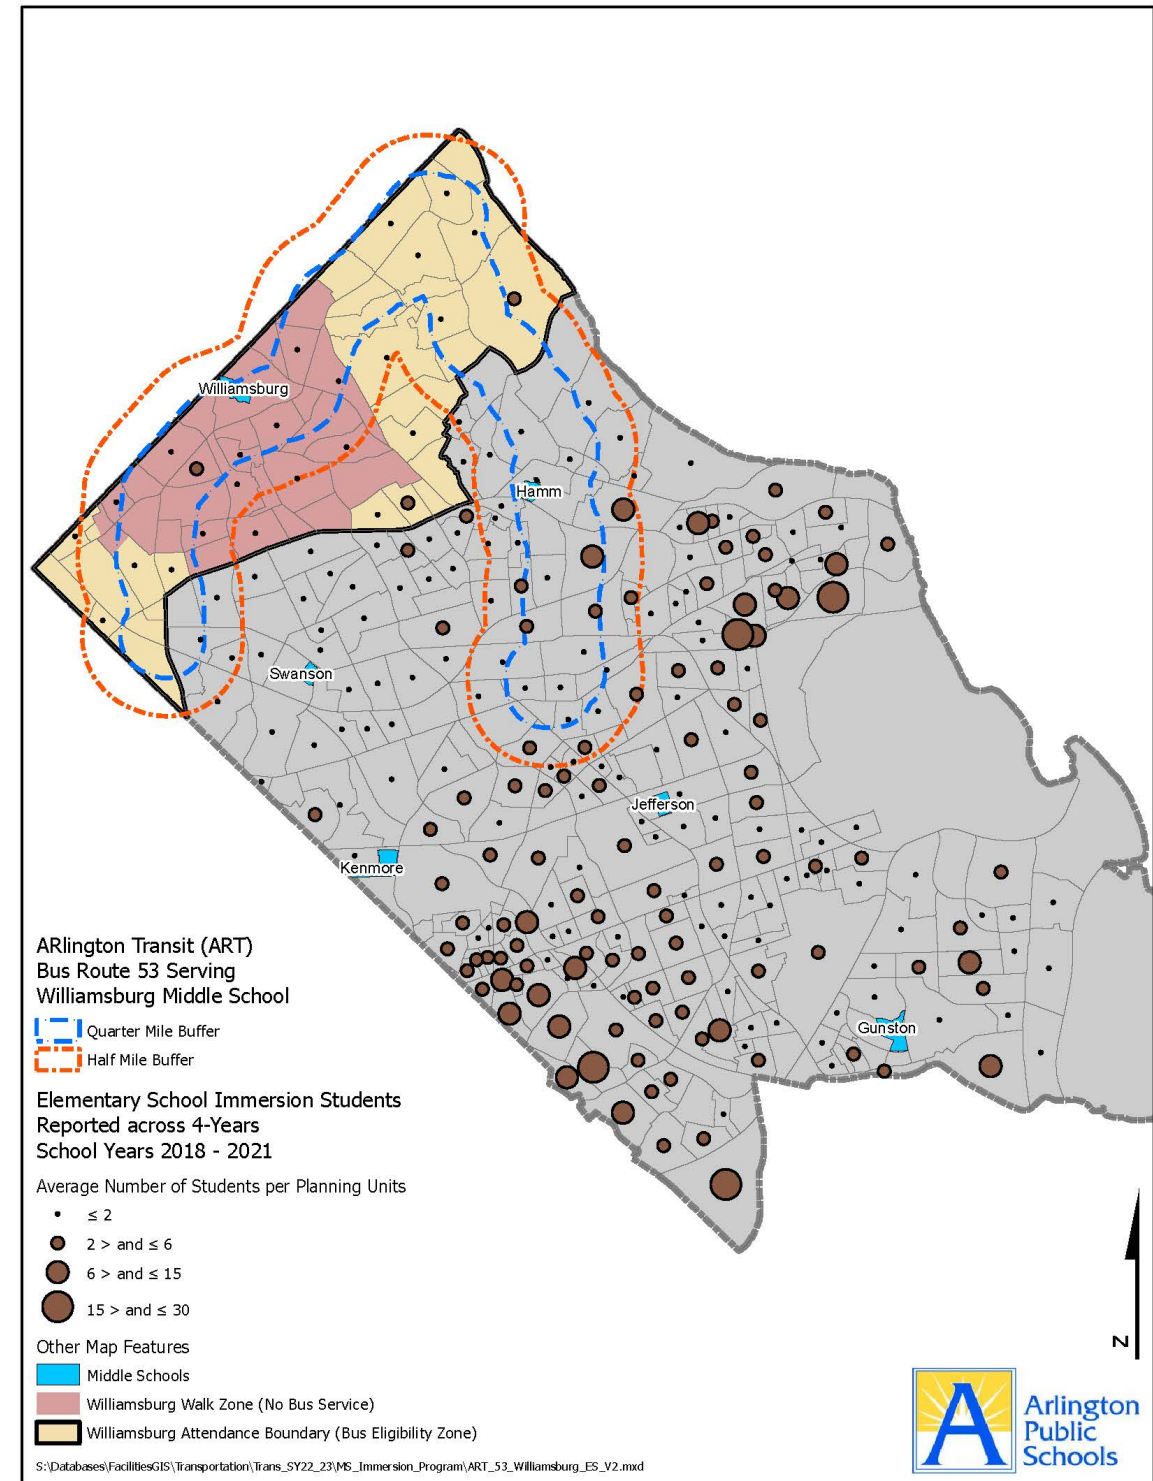 Williamsburg
Hamm
Swanson
Jefferson
Kenmore
Gunston
ARlington Transit (ART)
Bus Route 53 Serving
Williamsburg Middle School
Quarter Mile Buffer
Half Mile Buffer
Elementary School Immersion Students
Reported across 4-Years
School Years 2018 - 2021
Average Number of Students per Planning Units
≤ 2
2 > and ≤ 6
6 > and ≤ 15
15 > and ≤ 30
Other Map Features
Middle Schools
Williamsburg Walk Zone (No Bus Service)
Williamsburg Attendance Boundary (Bus Eligibility Zone)
S:\Databases\FacilitiesGIS\Transportation\Trans_SY22_23\MS_Immersion_Program\ART_53_Williamsburg_ES_V2.mxd
N
A
Arlington
Public
Schools